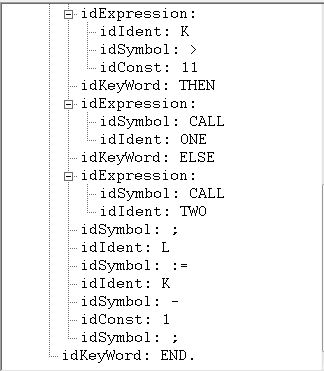 idExpression:
idIdent: K
idSymbol: >
idConst: 11
idKeyWord: THEN
idExpression:
idSymbol: CALL
idIdent: ONE
idKeyWord: ELSE
idExpression:
idSymbol: CALL
idIdent: TWO
idSymbol: ;
idIdent: L
idSymbol: :=
idIdent: K
idSymbol: -
idConst: 1
idSymbol: ;
idKeyWord: END.